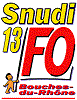 Snudi
13 FO
Bouches-
du-Rhône